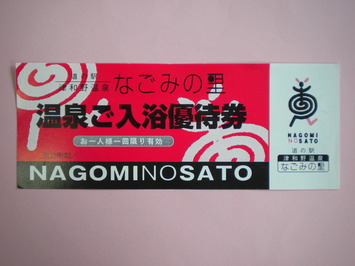 道の駅
津和野温泉
なごみの里
温泉ご入浴優待券
お一人様一回限り有効
NAGOMINOSATO
NAGOMI
NOSATO
道の駅
津和野温泉
なごみの里